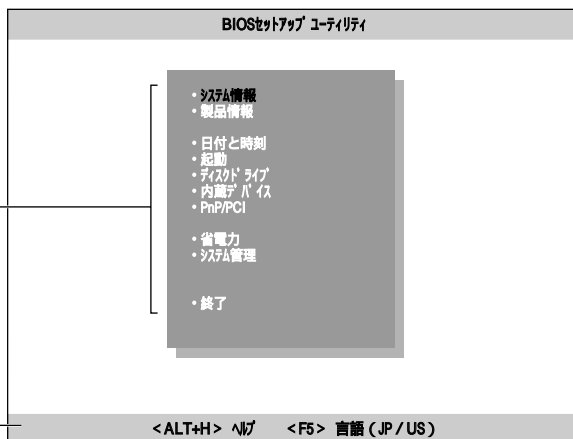 BIOSｾｯﾄｱｯﾌﾟ ﾕｰﾃｨﾘﾃｨ
・ｼｽﾃﾑ情報
・製品情報
・日付と時刻
・起動
・ﾃﾞｨｽｸﾄﾞﾗｲﾌﾞ
・内蔵ﾃﾞﾊﾞｲｽ
・PnP/PCI
・省電力
・ｼｽﾃﾑ管理
・終了
<ALT+H> ﾍﾙﾌﾟ <F5> 言語 ( JP / US )